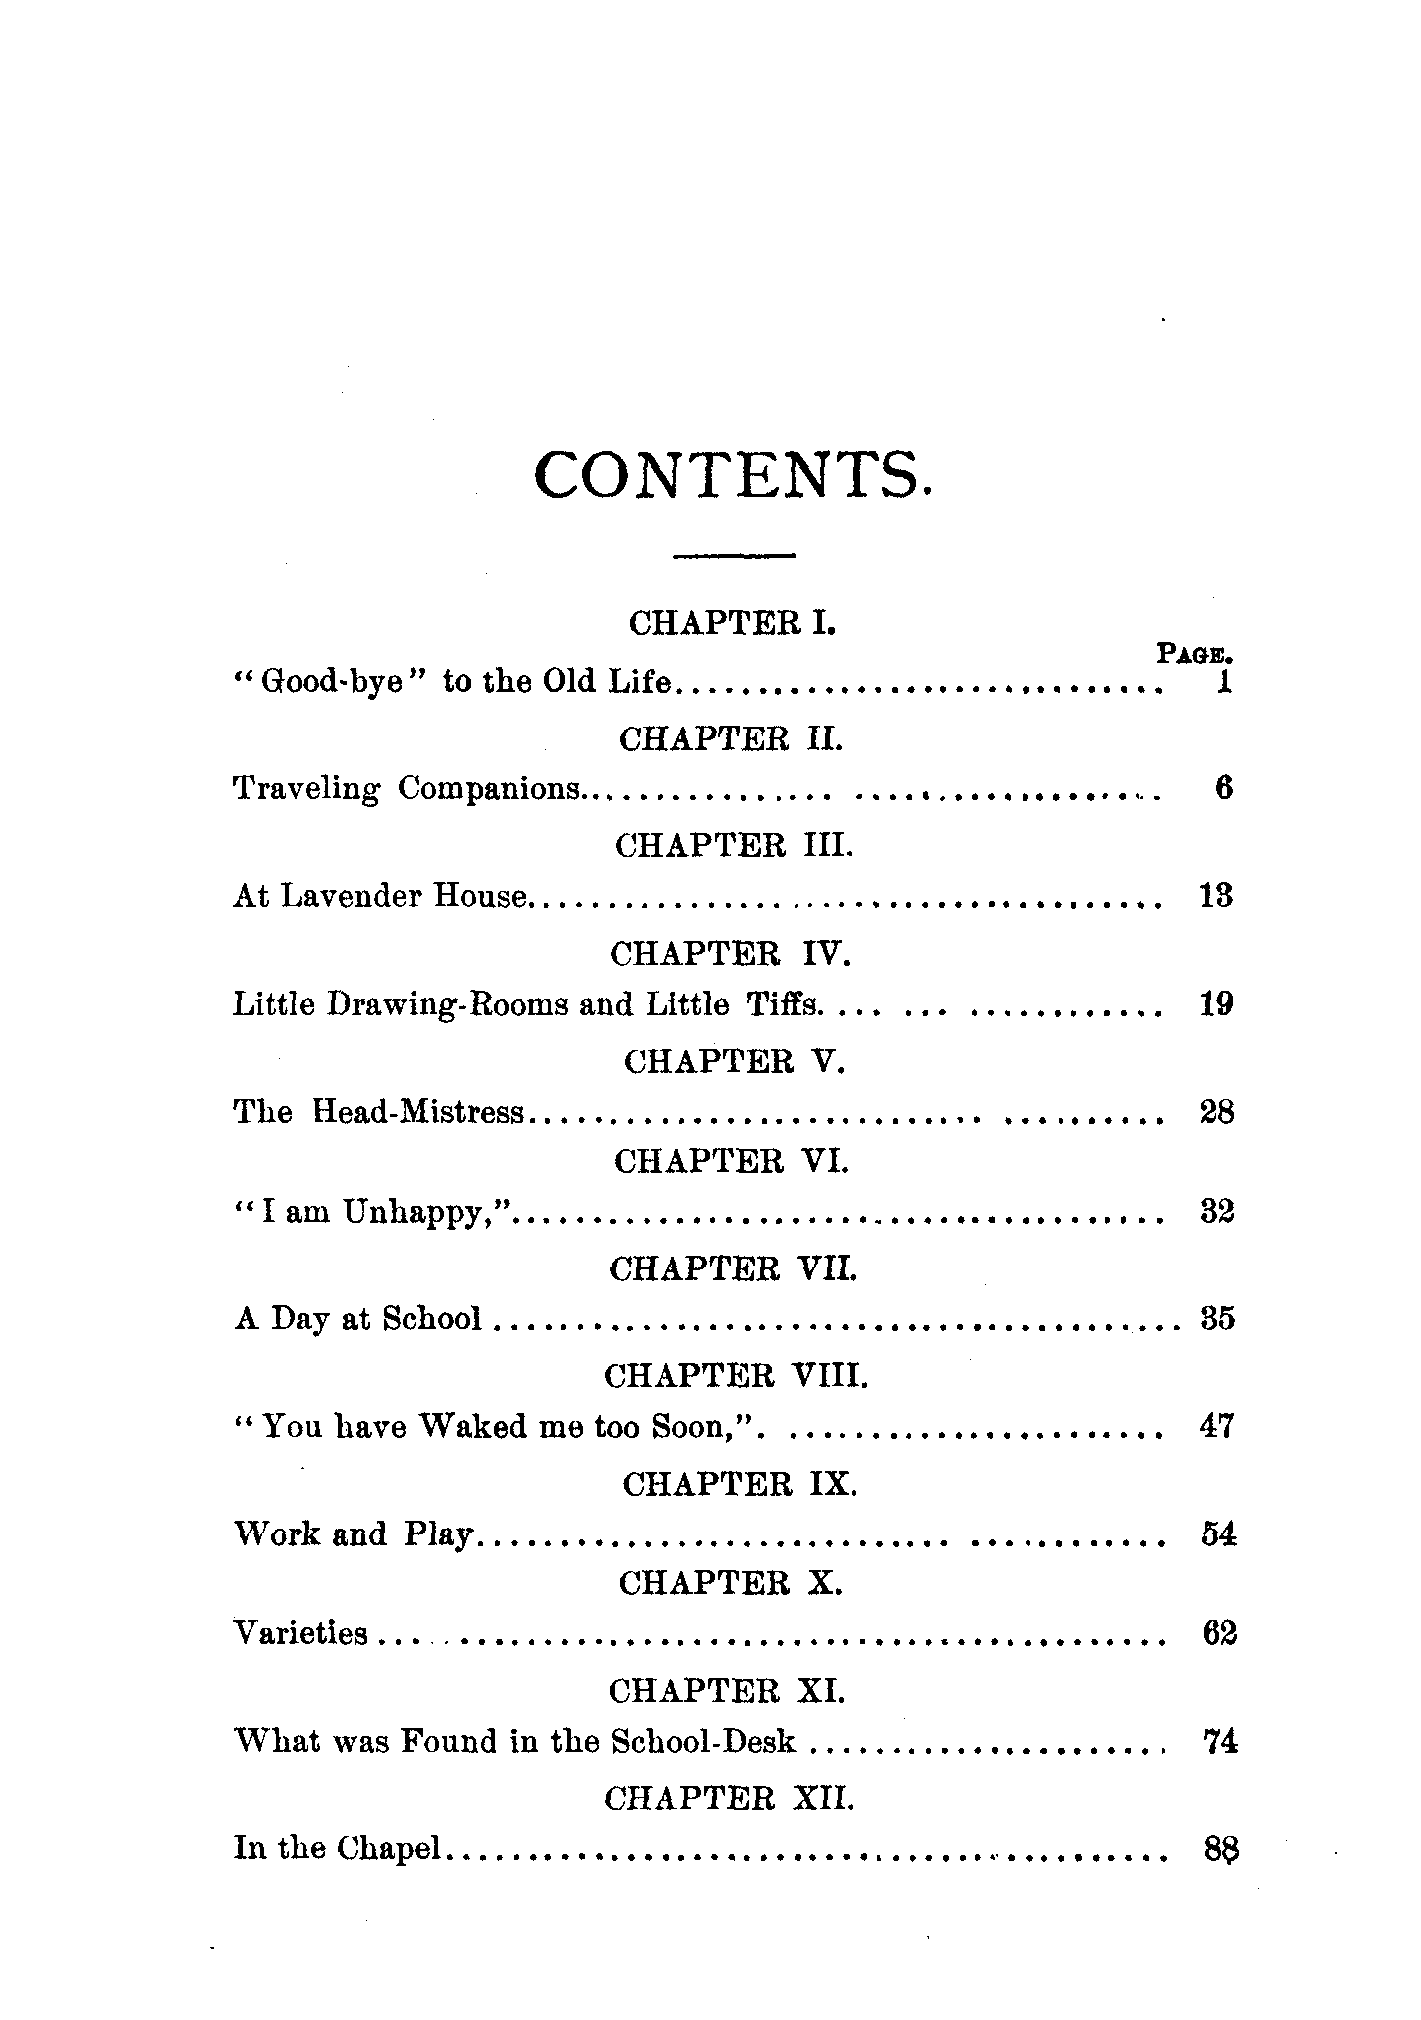 CONTENTS.
CHAPTER I.
PAGE.
"Good-bye" to the Old Life.............................. 1
CHAPTER II.
Traveling Companions.................................. 6
CHAPTER III.
At Lavender House...................................... 13
CHAPTER IV.
Little Drawing-Rooms and Little Tiffs. ... ... ............ 19
CHAPTER V.
The Head-Mistress...................................... 28
CHAPTER VI.
"I am Unhappy,"........................................ 32
CHAPTER VII.
A Day at School .......................................... 35
CHAPTER VIII.
"You have Waked me too Soon,". ....................... 47
CHAPTER IX.
Work and Play......................................... 54
CHAPTER X.
Varieties ................................................ 62
CHAPTER XI.
What was Found in the School-Desk ...................... 74
CHAPTER XII.
In the Chapel............................................ 88